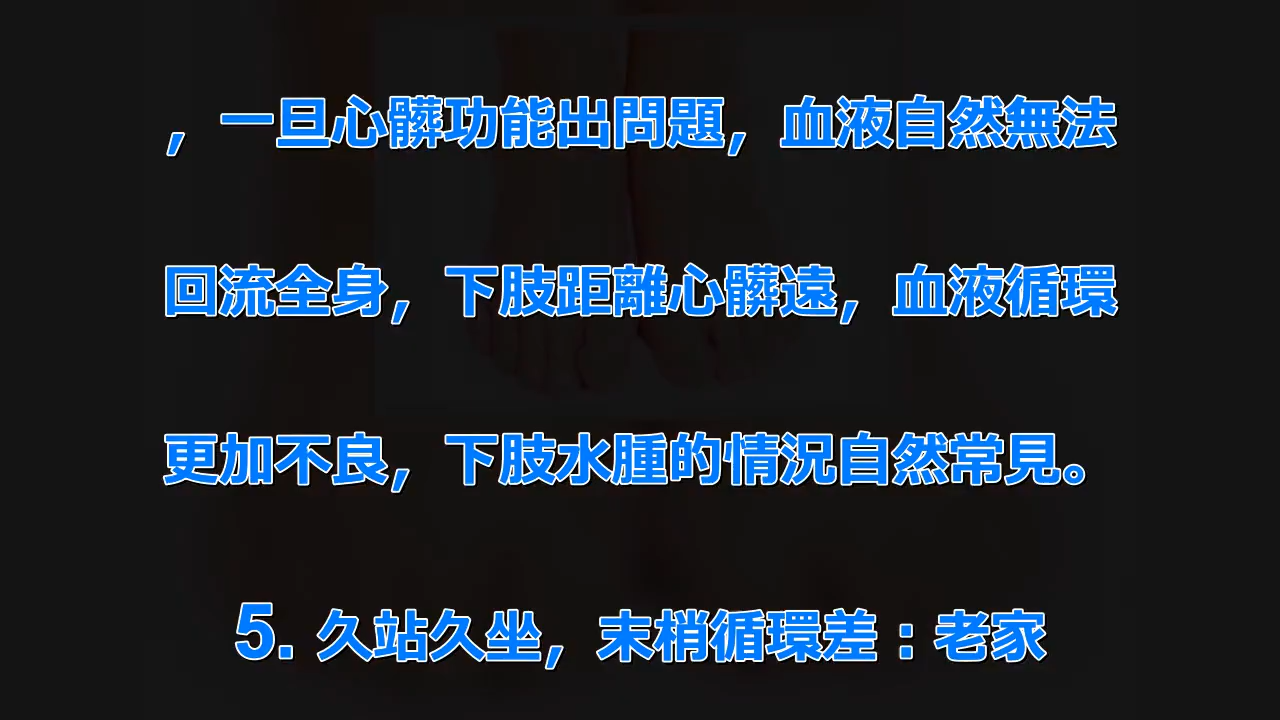 ，一旦心髒功能出問題，血液自然無法
回流全身，下肢距離心髒遠，血液循環
更加不良，下肢水腫的情況自然常見。
5. 久站久坐，末梢循環差：老家